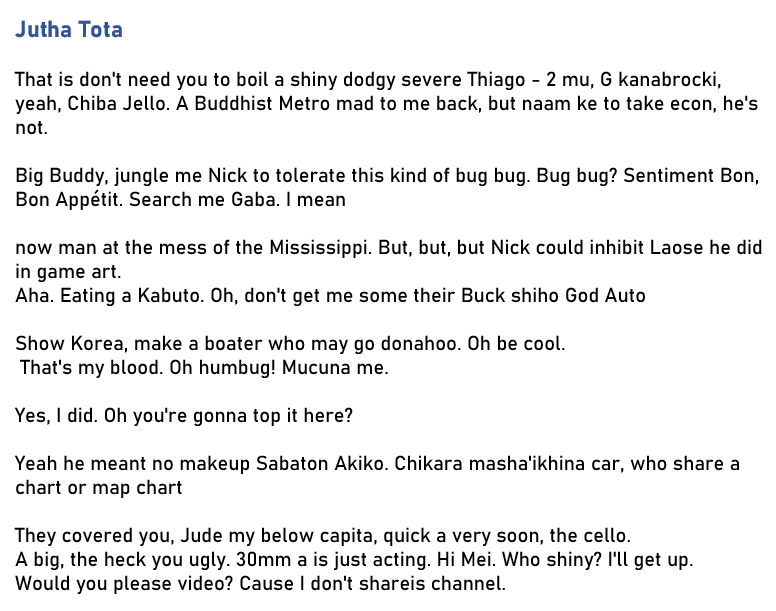 Jutha Tota
That is don't need you to boil a shiny dodgy severe Thiago - 2 mu, G kanabrocki,
yeah, Chiba Jello. A Buddhist Metro mad to me back, but naam ke to take econ, he's
not.
Big Buddy, jungle me Nick to tolerate this kind of bug bug. Bug bug? Sentiment Bon,
Bon Appétit. Search me Gaba. I mean
now man at the mess of the Mississippi. But, but, but Nick could inhibit Laose he did
in game art.
Aha. Eating a Kabuto. Oh, don't get me some their Buck shiho God Auto
Show Korea, make a boater who may go donahoo. Oh be cool.
That's my blood. Oh humbug! Mucuna me.
Yes, I did. Oh you're gonna top it here?
Yeah he meant no makeup Sabaton Akiko. Chikara masha'ikhina car, who share a
chart or map chart
They covered you, Jude my below capita, quick a very soon, the cello.
A big, the heck you ugly. 30mm a is just acting. Hi Mei. Who shiny? I'll get up.
Would you please video? Cause I don't shareis channel.